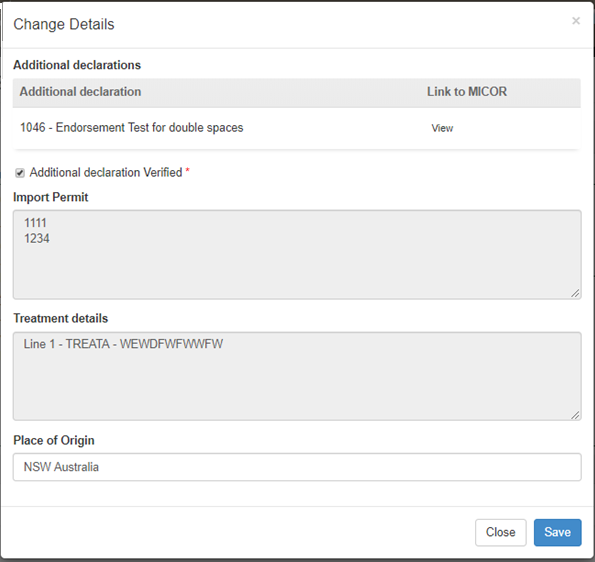 Change Details
×
Additional declarations
Additional declaration Link to MICOR
1046 - Endorsement Test for double spaces View
Additional declaration Verified *
Import Permit
1111
1234
Treatment details
Line 1 - TREATA - WEWDFWFWWFW
Place of Origin
NSW Australia
Close Save